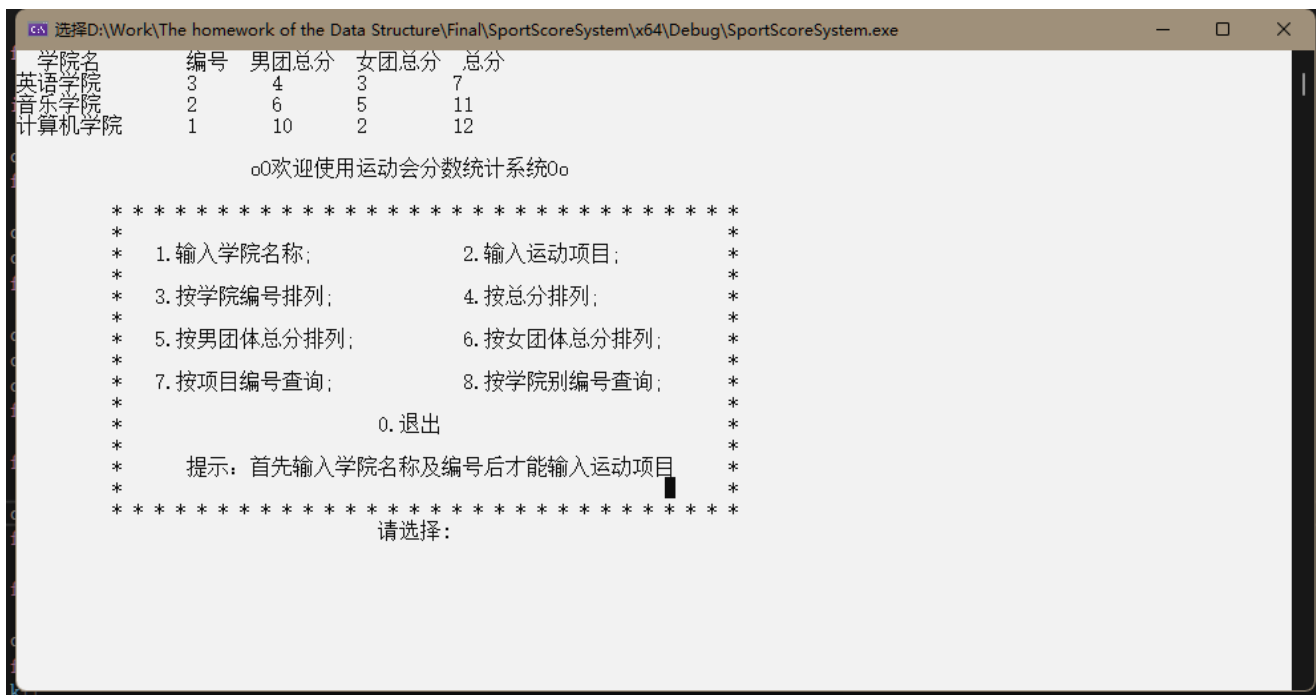 选择D:\Work\The homework of the Data Structure\Final\SportScoreSystem\x64\Debug\SportScoreSystem.exe
学院名 编号 男团总分 女团总分 总分
英语学院 3 4 3 7
音乐学院 2 6 5 11
计算机学院 1 10 2 12
oO欢迎使用运动会分数统计系统Oo
* * * * * * * * * * * * * * * * * * * * * * * * * * * * * *
* *
* 1.输入学院名称; 2.输入运动项目; *
* *
* 3.按学院编号排列; 4.按总分排列; *
* *
* 5.按男团体总分排列; 6.按女团体总分排列; *
* *
* 7.按项目编号查询; 8.按学院别编号查询; *
* *
* 0.退出 *
* *
* 提示：首先输入学院名称及编号后才能输入运动项目 *
* *
* * * * * * * * * * * * * * * * * * * * * * * * * * * * * *
请选择: